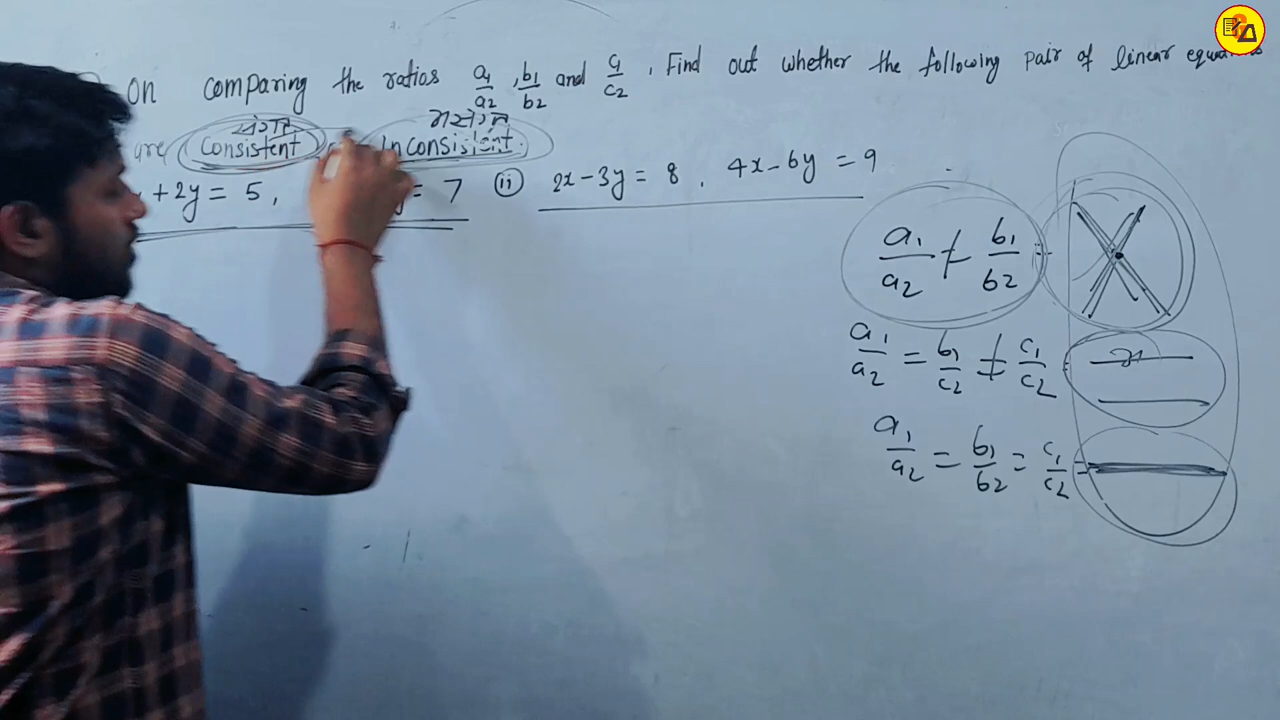 on comparing the ratios a1/a2, b1/b2 and c1/c2, Find out whether the following pair of linear
संगत असंगत
are consistent inconsistent.
+ 2y = 5, y = 7 (ii) 2x - 3y = 8, 4x - 6y = 9
a1/a2 ≠ b1/b2 =
a1/a2 = b1/c2 ≠ c1/c2
a1/a2 = b1/b2 = c1/c2 =